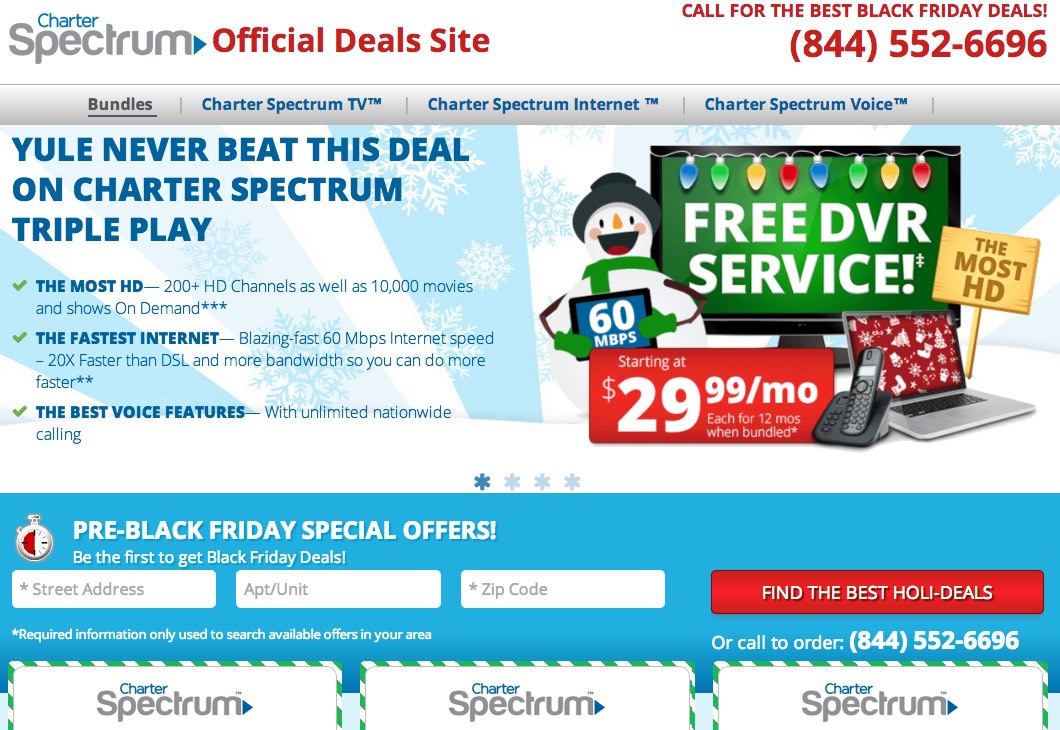 Charter
Spectrum
Official Deals Site
CALL FOR THE BEST BLACK FRIDAY DEALS!
(844) 552-6696
Bundles | Charter Spectrum TV™ | Charter Spectrum Internet ™ | Charter Spectrum Voice™ |
YULE NEVER BEAT THIS DEAL
ON CHARTER SPECTRUM
TRIPLE PLAY
THE MOST HD— 200+ HD Channels as well as 10,000 movies
and shows On Demand***
THE FASTEST INTERNET— Blazing-fast 60 Mbps Internet speed
– 20X Faster than DSL and more bandwidth so you can do more
faster**
THE BEST VOICE FEATURES— With unlimited nationwide
calling
FREE DVR
SERVICE!‡
THE
MOST
HD
60
MBPS
Starting at
$29 99/mo
Each for 12 mos
when bundled*
PRE-BLACK FRIDAY SPECIAL OFFERS!
Be the first to get Black Friday Deals!
* Street Address
Apt/Unit
* Zip Code
FIND THE BEST HOLI-DEALS
*Required information only used to search available offers in your area
Or call to order: (844) 552-6696
Charter
Spectrum™
Charter
Spectrum™
Charter
Spectrum™